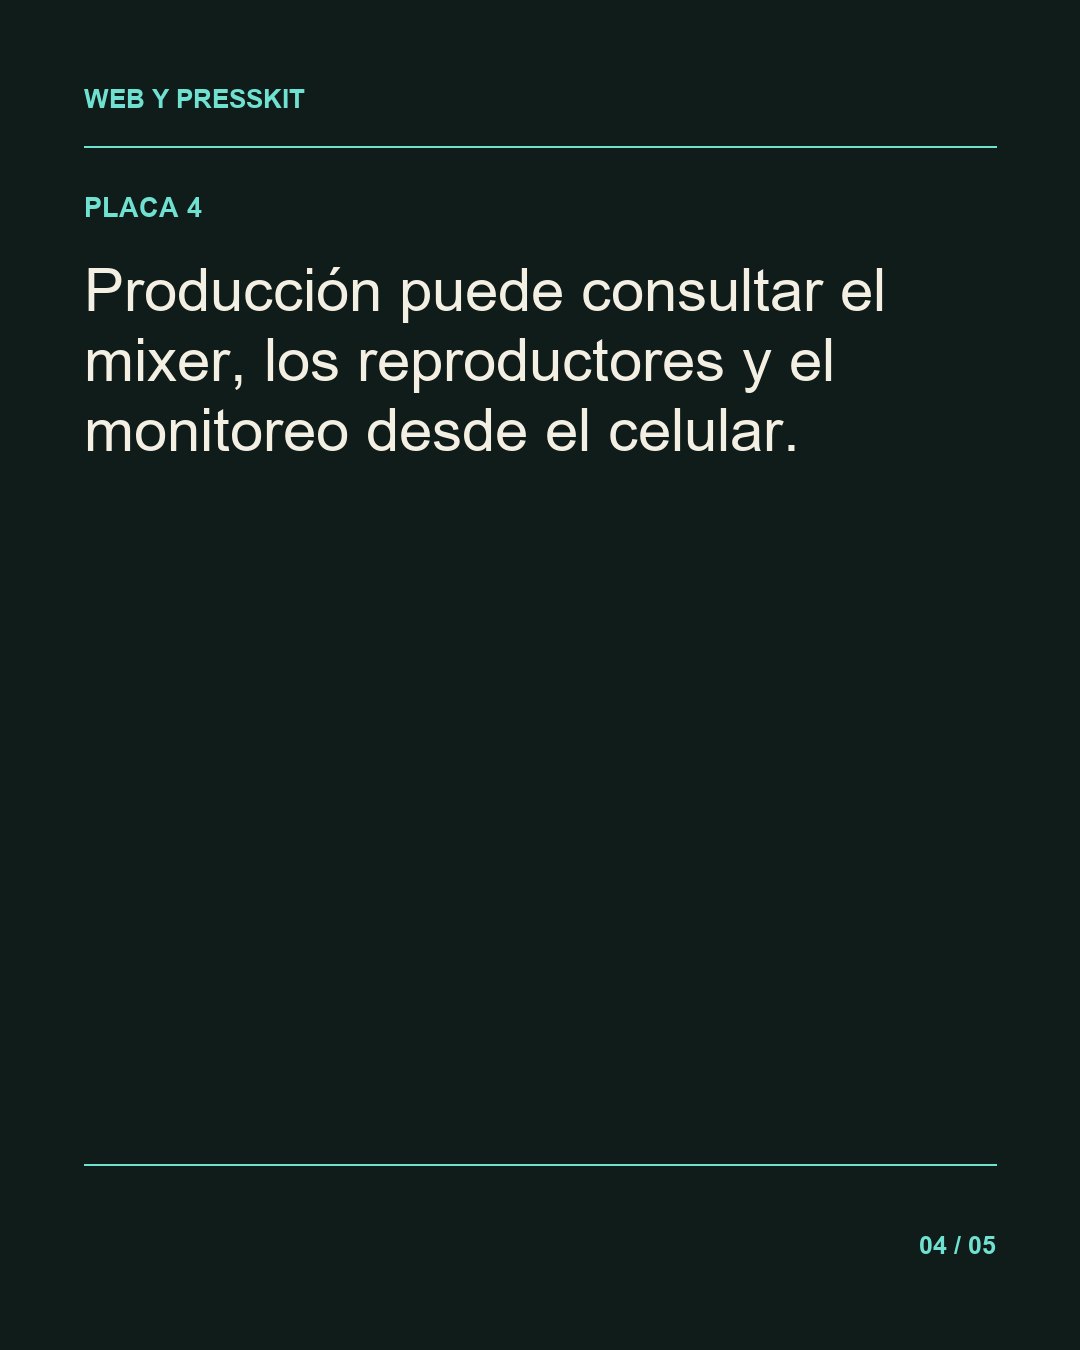 WEB Y PRESSKIT
PLACA 4
Producción puede consultar el
mixer, los reproductores y el
monitoreo desde el celular.
04 / 05